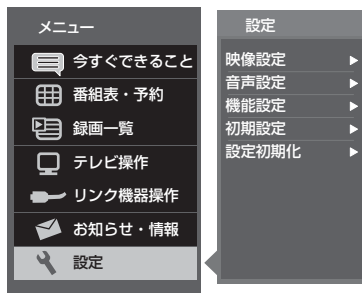 メニュー
今すぐできること
番組表・予約
録画一覧
テレビ操作
リンク機器操作
お知らせ・情報
設定
設定
映像設定
音声設定
機能設定
初期設定
設定初期化